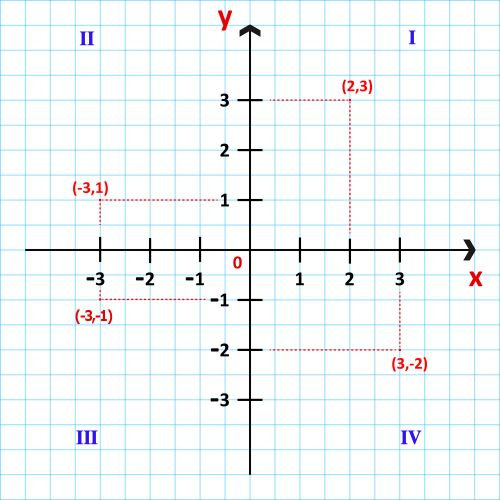 y
II
I
(2,3)
3
2
(-3,1)
1
0
-3
-2
-1
1
2
3
x
-1
(-3,-1)
-2
(3,-2)
-3
III
IV